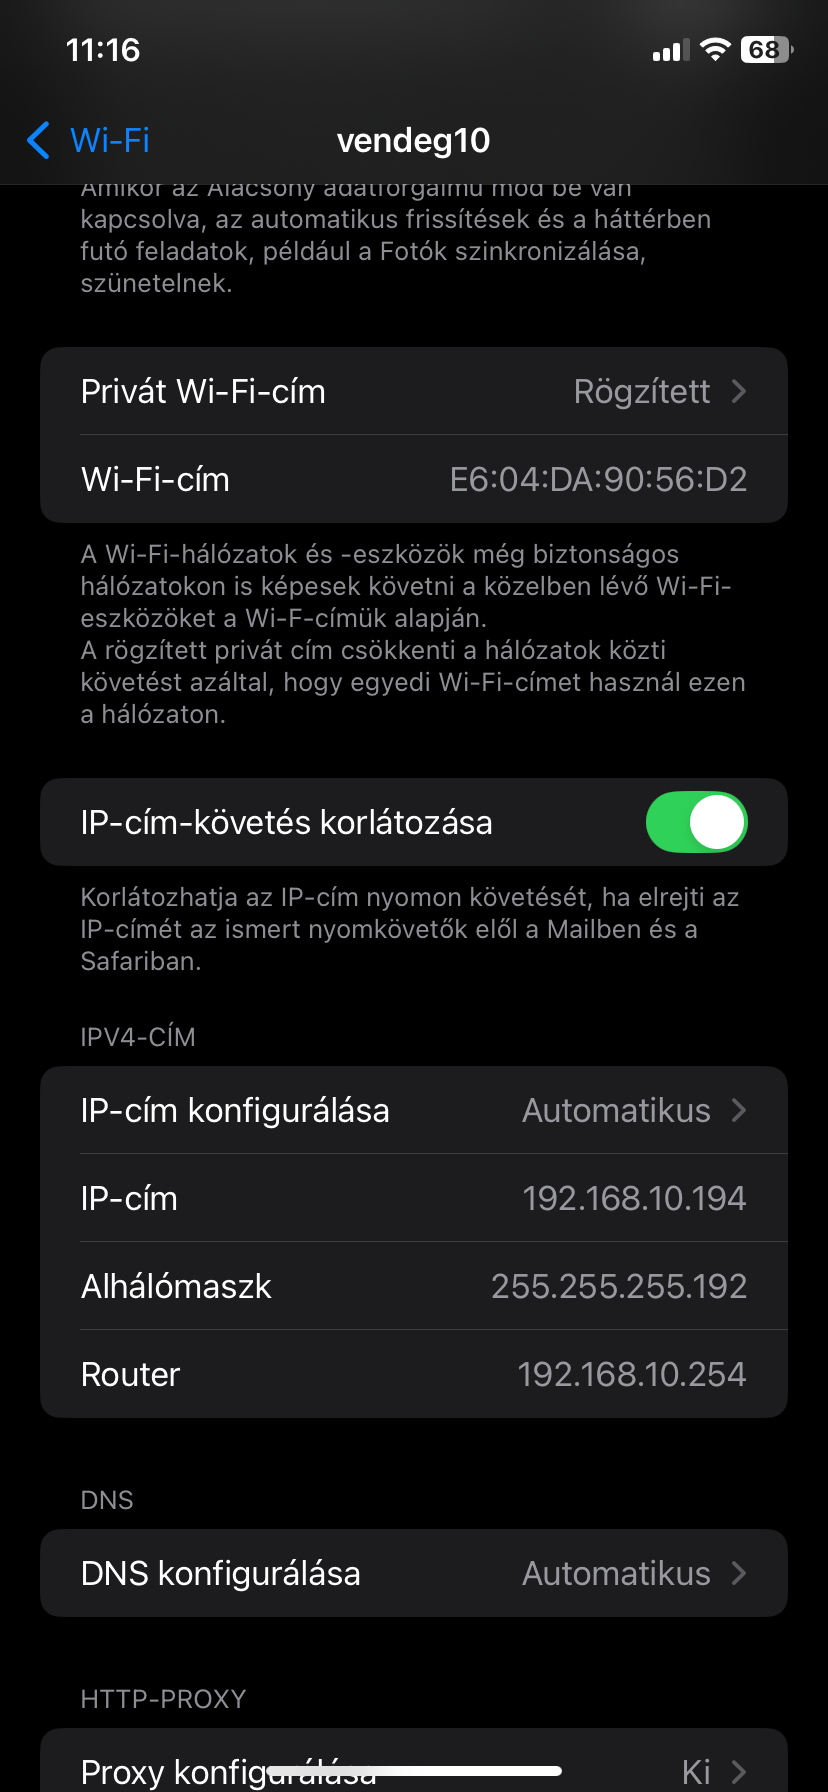 11:16
68
Wi-Fi
vendeg10
Amikor az Alacsony adatforgalmú mód be van
kapcsolva, az automatikus frissítések és a háttérben
futó feladatok, például a Fotók szinkronizálása,
szünetelnek.
Privát Wi-Fi-cím Rögzített
Wi-Fi-cím E6:04:DA:90:56:D2
A Wi-Fi-hálózatok és -eszközök még biztonságos
hálózatokon is képesek követni a közelben lévő Wi-Fi-
eszközöket a Wi-F-címük alapján.
A rögzített privát cím csökkenti a hálózatok közti
követést azáltal, hogy egyedi Wi-Fi-címet használ ezen
a hálózaton.
IP-cím-követés korlátozása
Korlátozhatja az IP-cím nyomon követését, ha elrejti az
IP-címét az ismert nyomkövetők elől a Mailben és a
Safariban.
IPV4-CÍM
IP-cím konfigurálása Automatikus
IP-cím 192.168.10.194
Alhálómaszk 255.255.255.192
Router 192.168.10.254
DNS
DNS konfigurálása Automatikus
HTTP-PROXY
Proxy konfigurálása Ki